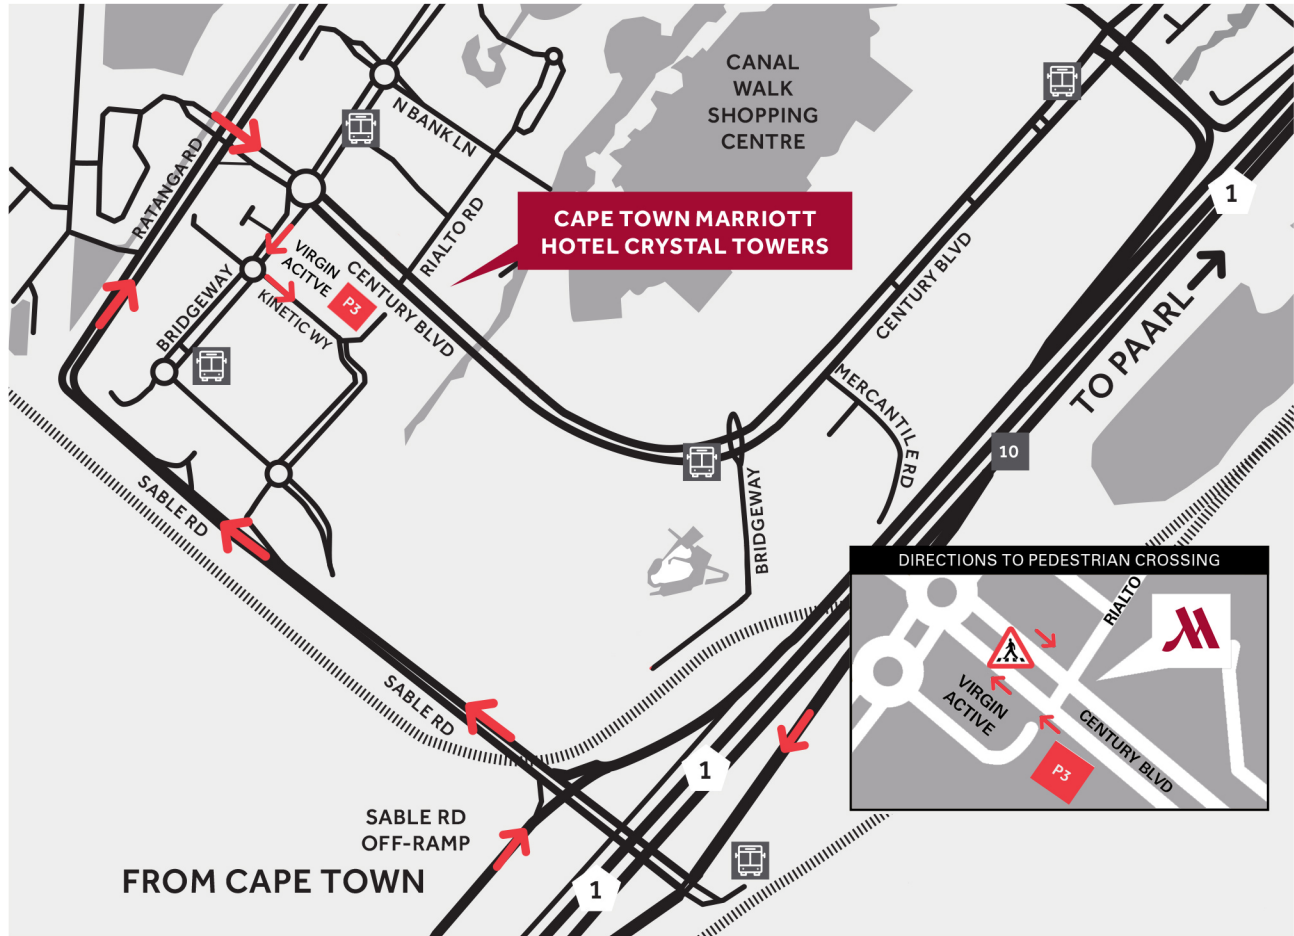 CANAL
WALK
SHOPPING
CENTRE
N BANK LN
RATANGA RD
1
CAPE TOWN MARRIOTT
HOTEL CRYSTAL TOWERS
RIALTO RD
VIRGIN
ACITVE
P3
CENTURY BLVD
CENTURY BLVD
BRIDGEWAY
KINETIC WY
TO PAARL
MERCANTILE RD
10
SABLE RD
BRIDGEWAY
DIRECTIONS TO PEDESTRIAN CROSSING
RIALTO
VIRGIN
ACTIVE
CENTURY BLVD
P3
SABLE RD
1
SABLE RD
OFF-RAMP
FROM CAPE TOWN
1